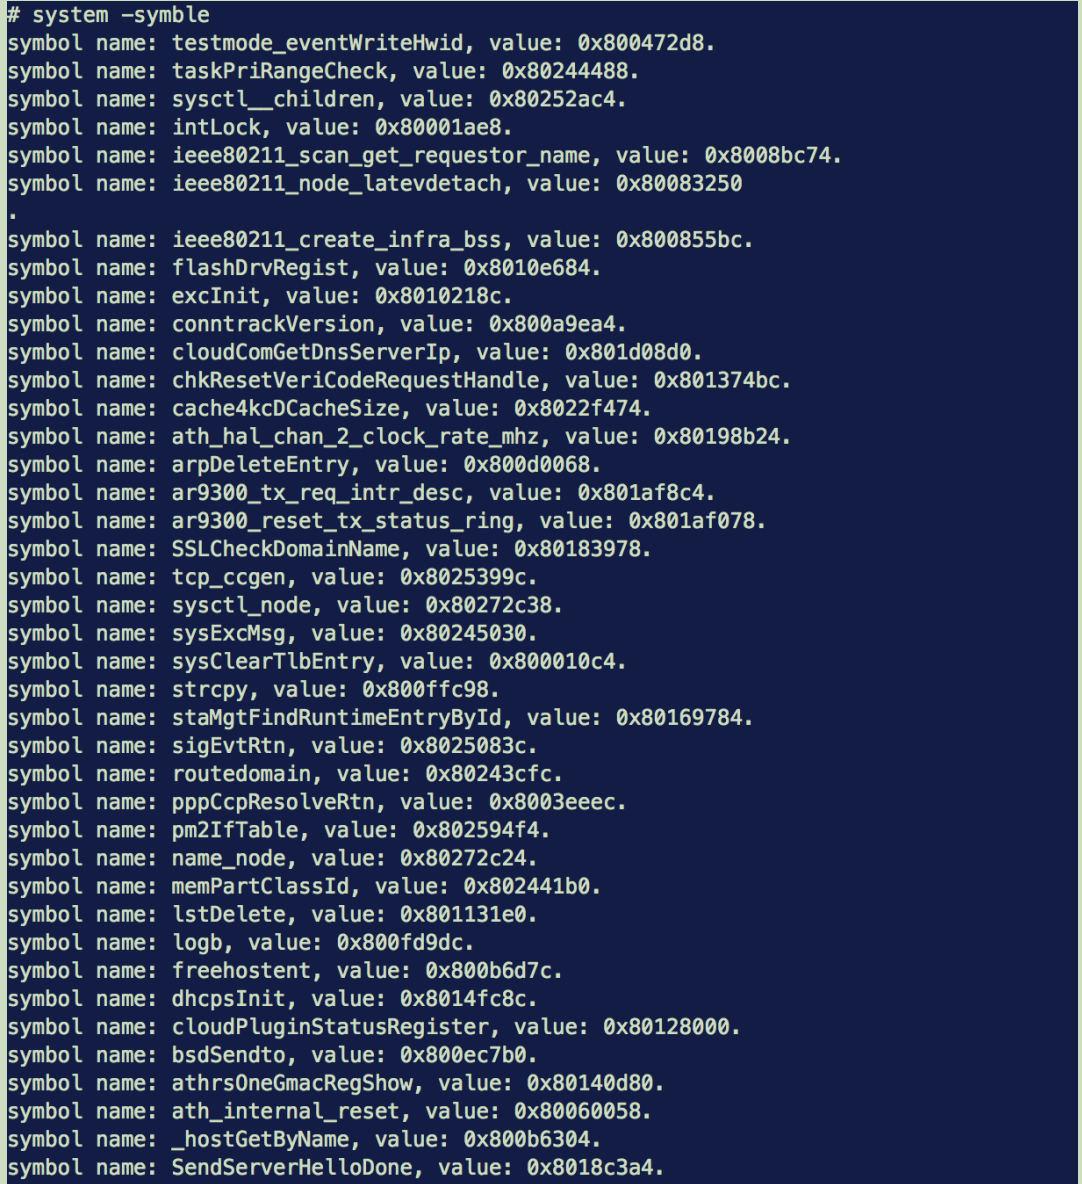 # system -symble
symbol name: testmode_eventWriteHwid, value: 0x800472d8.
symbol name: taskPriRangeCheck, value: 0x80244488.
symbol name: sysctl__children, value: 0x80252ac4.
symbol name: intLock, value: 0x80001ae8.
symbol name: ieee80211_scan_get_requestor_name, value: 0x8008bc74.
symbol name: ieee80211_node_latevdetach, value: 0x80083250
.
symbol name: ieee80211_create_infra_bss, value: 0x800855bc.
symbol name: flashDrvRegist, value: 0x8010e684.
symbol name: excInit, value: 0x8010218c.
symbol name: conntrackVersion, value: 0x800a9ea4.
symbol name: cloudComGetDnsServerIp, value: 0x801d08d0.
symbol name: chkResetVeriCodeRequestHandle, value: 0x801374bc.
symbol name: cache4kcDCacheSize, value: 0x8022f474.
symbol name: ath_hal_chan_2_clock_rate_mhz, value: 0x80198b24.
symbol name: arpDeleteEntry, value: 0x800d0068.
symbol name: ar9300_tx_req_intr_desc, value: 0x801af8c4.
symbol name: ar9300_reset_tx_status_ring, value: 0x801af078.
symbol name: SSLCheckDomainName, value: 0x80183978.
symbol name: tcp_ccgen, value: 0x8025399c.
symbol name: sysctl_node, value: 0x80272c38.
symbol name: sysExcMsg, value: 0x80245030.
symbol name: sysClearTlbEntry, value: 0x800010c4.
symbol name: strcpy, value: 0x800ffc98.
symbol name: staMgtFindRuntimeEntryById, value: 0x80169784.
symbol name: sigEvtRtn, value: 0x8025083c.
symbol name: routedomain, value: 0x80243cfc.
symbol name: pppCcpResolveRtn, value: 0x8003eeec.
symbol name: pm2IfTable, value: 0x802594f4.
symbol name: name_node, value: 0x80272c24.
symbol name: memPartClassId, value: 0x802441b0.
symbol name: lstDelete, value: 0x801131e0.
symbol name: logb, value: 0x800fd9dc.
symbol name: freehostent, value: 0x800b6d7c.
symbol name: dhcpsInit, value: 0x8014fc8c.
symbol name: cloudPluginStatusRegister, value: 0x80128000.
symbol name: bsdSendto, value: 0x800ec7b0.
symbol name: athrsOneGmacRegShow, value: 0x80140d80.
symbol name: ath_internal_reset, value: 0x80060058.
symbol name: _hostGetByName, value: 0x800b6304.
symbol name: SendServerHelloDone, value: 0x8018c3a4.